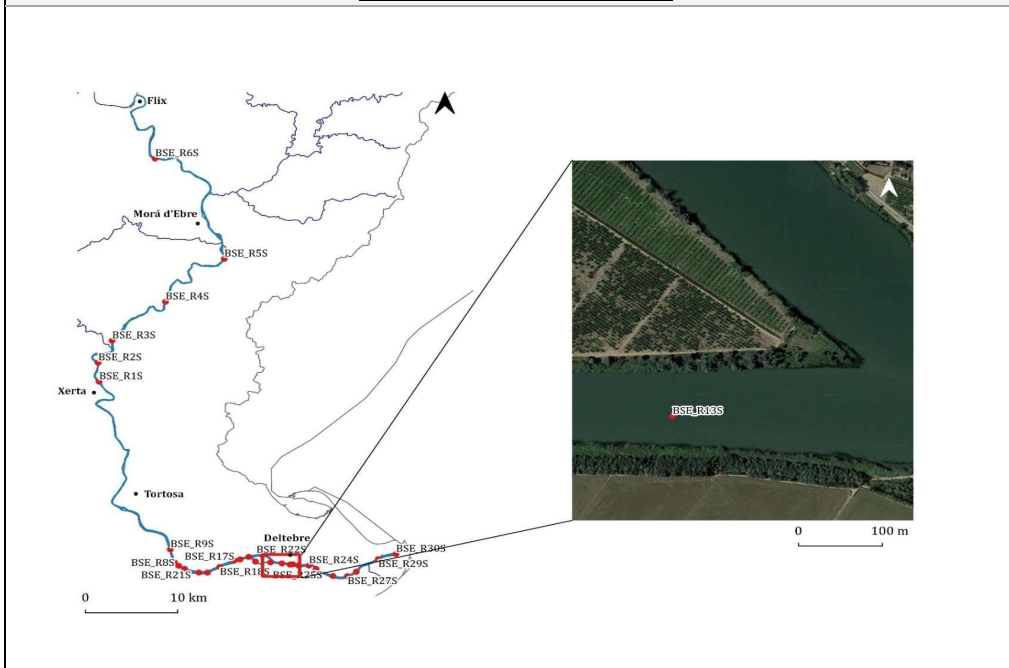 Flix
BSE_R6S
Morá d'Ebre
BSE_R5S
BSE_R4S
BSE_R3S
BSE_R2S
BSE_R1S
Xerta
Tortosa
BSE_R9S
BSE_R8S
BSE_R17S
BSE_R21S
BSE_R18S
Deltebre
BSE_R22S
BSE_R25S
BSE_R24S
BSE_R27S
BSE_R30S
BSE_R29S
0 10 km
BSE_R13S
0 100 m